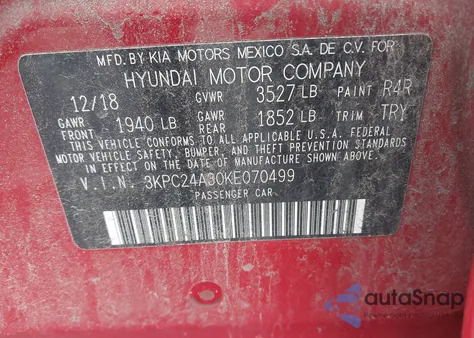 MFD. BY KIA MOTORS MEXICO S.A. DE C.V. FOR
HYUNDAI MOTOR COMPANY
12/18 GVWR 3527 LB PAINT R4R
GAWR FRONT 1940 LB GAWR REAR 1852 LB TRIM TRY
THIS VEHICLE CONFORMS TO ALL APPLICABLE U.S.A. FEDERAL
MOTOR VEHICLE SAFETY, BUMPER, AND THEFT PREVENTION STANDARDS
IN EFFECT ON THE DATE OF MANUFACTURE SHOWN ABOVE.
V.I.N. 3KPC24A30KE070499
PASSENGER CAR
autoSnap